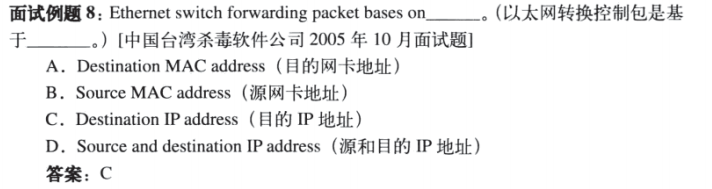 面试例题 8：Ethernet switch forwarding packet bases on______。（以太网转换控制包是基
于______。）[中国台湾杀毒软件公司 2005 年 10 月面试题]
A．Destination MAC address（目的网卡地址）
B．Source MAC address（源网卡地址）
C．Destination IP address（目的 IP 地址）
D．Source and destination IP address（源和目的 IP 地址）
答案：C